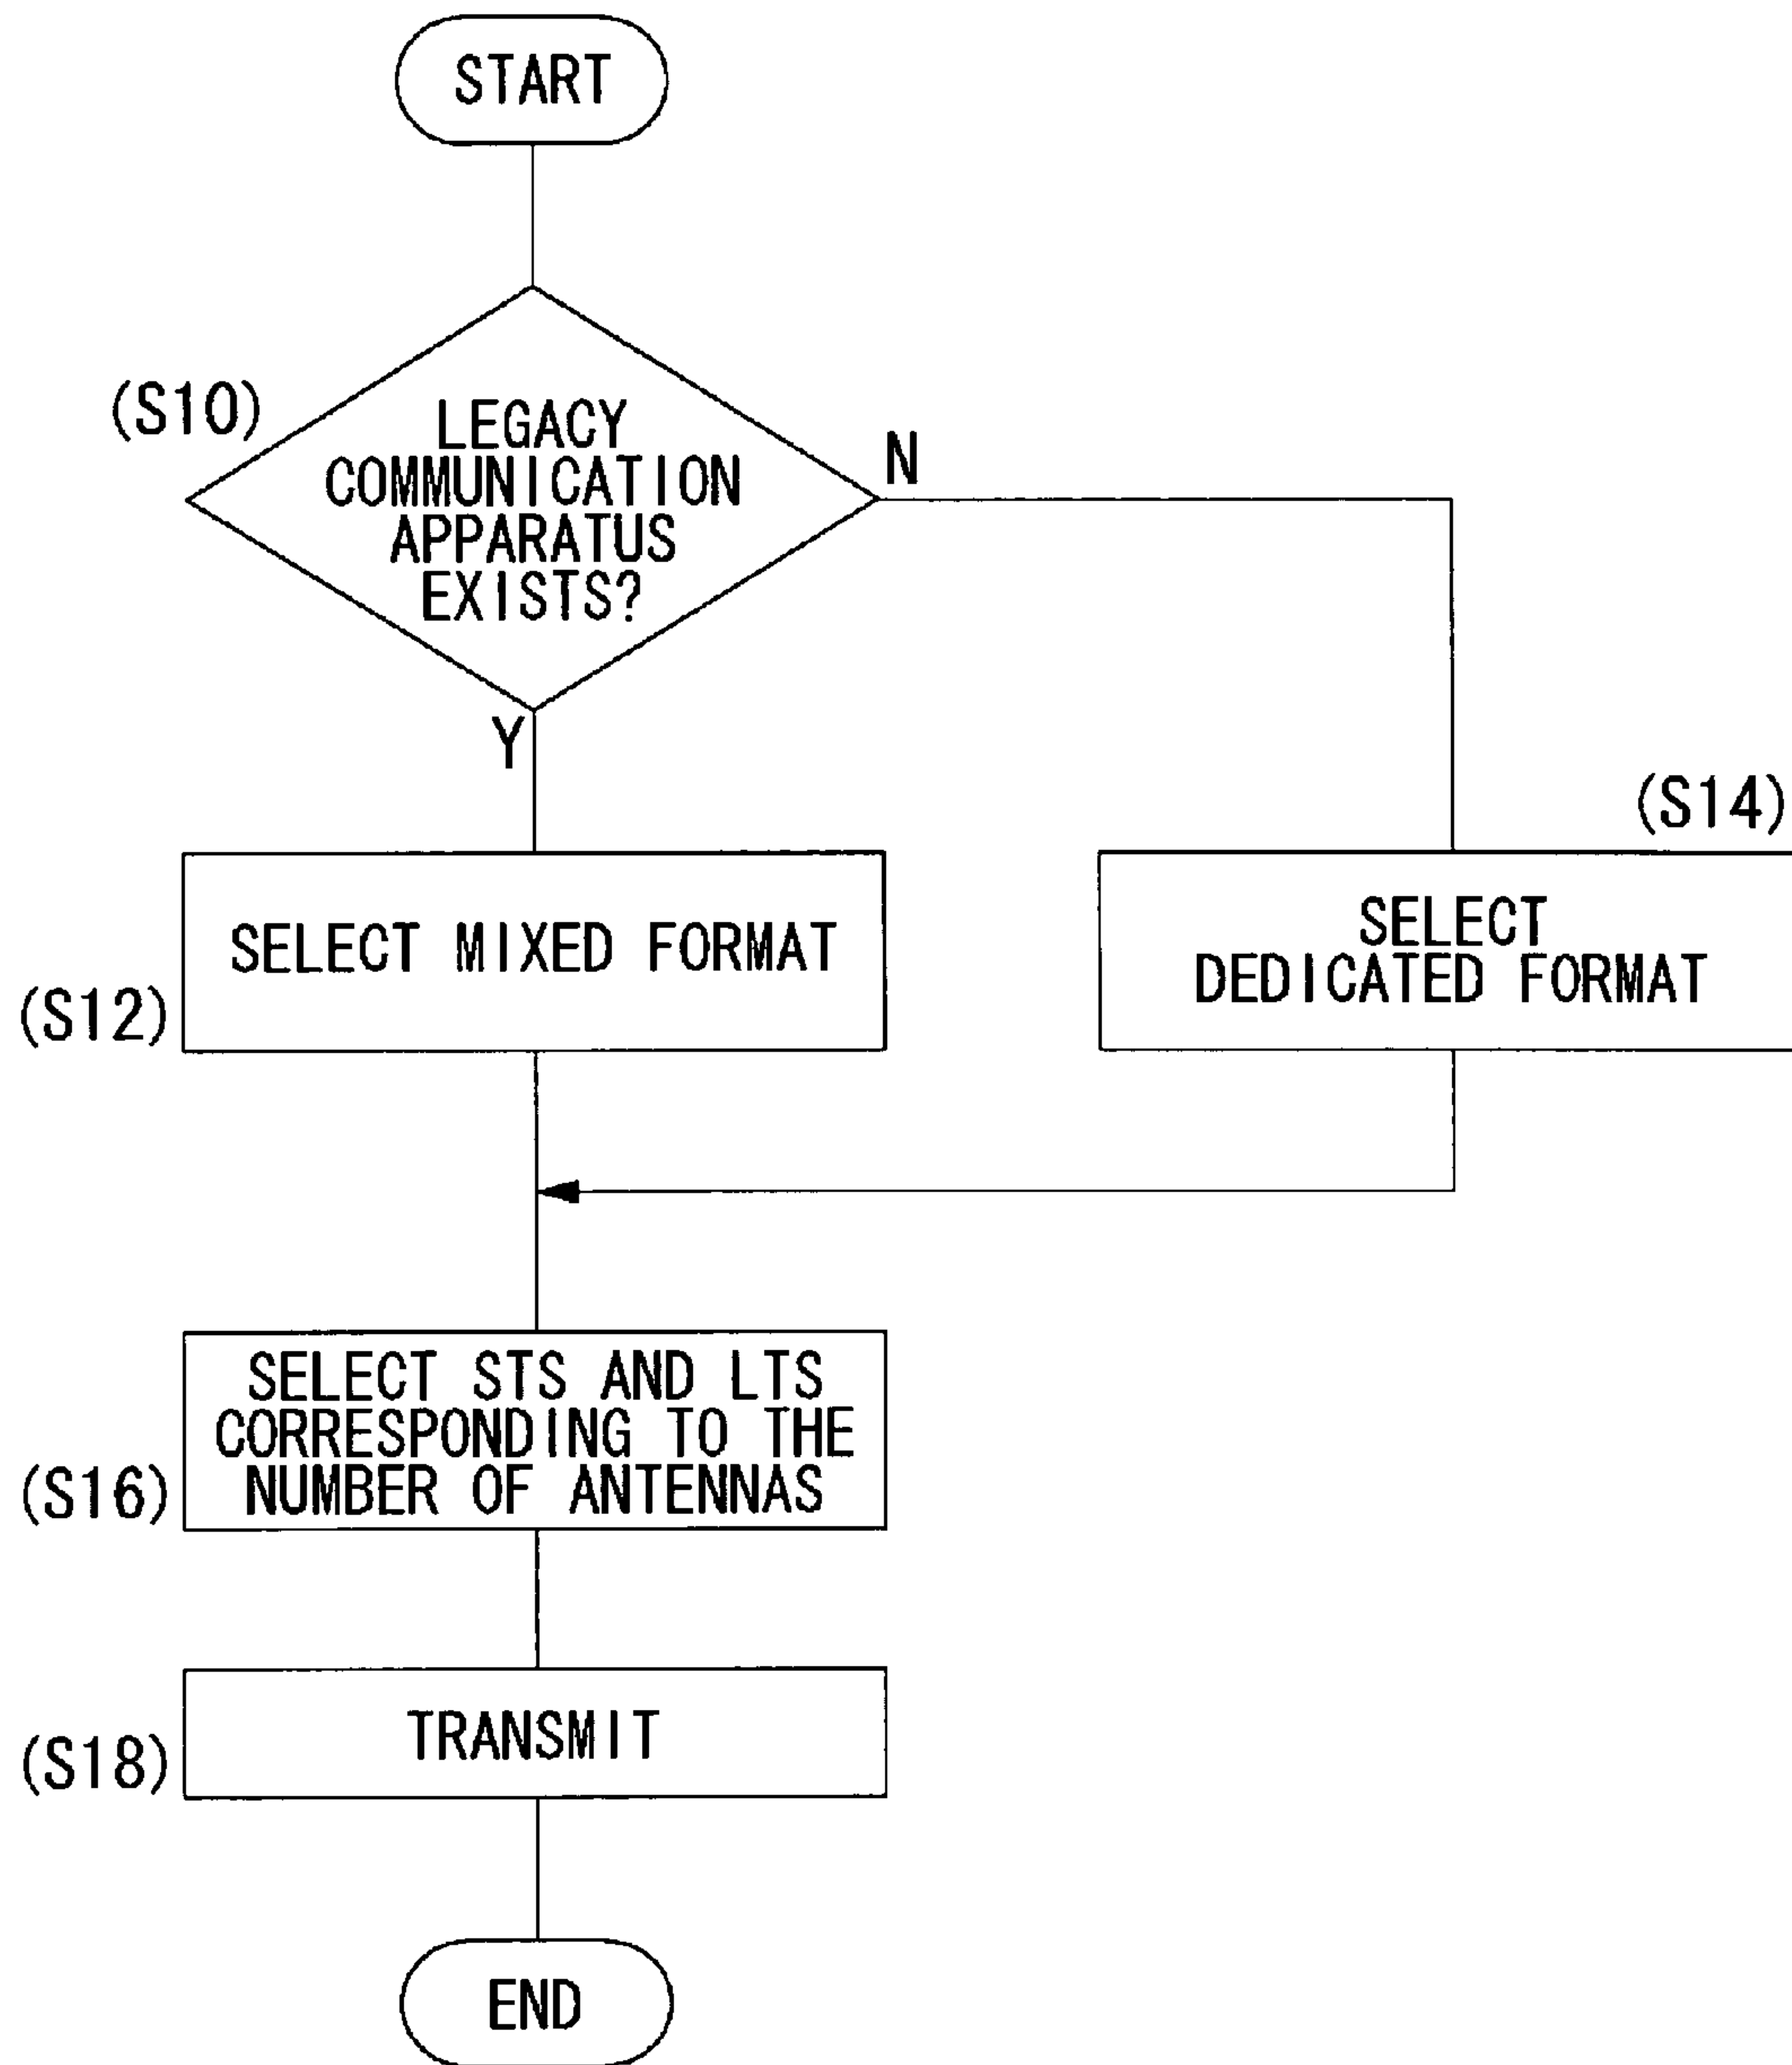 START
(S10)
LEGACY
COMMUNICATION
APPARATUS
EXISTS?
N
Y
(S14)
SELECT MIXED FORMAT
SELECT
DEDICATED FORMAT
(S12)
SELECT STS AND LTS
CORRESPONDING TO THE
NUMBER OF ANTENNAS
(S16)
TRANSMIT
(S18)
END